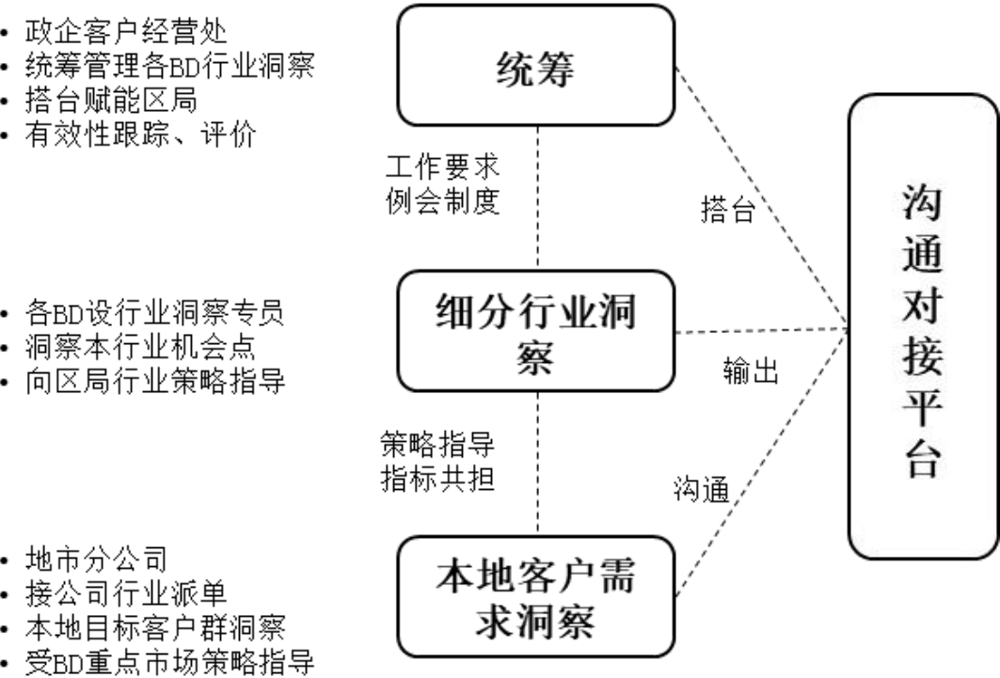 • 政企客户经营处
• 统筹管理各BD行业洞察
• 搭台赋能区局
• 有效性跟踪、评价
统筹
工作要求
例会制度
搭台
• 各BD设行业洞察专员
• 洞察本行业机会点
• 向区局行业策略指导
细分行业洞
察
输出
策略指导
指标共担
沟通
• 地市分公司
• 接公司行业派单
• 本地目标客户群洞察
• 受BD重点市场策略指导
本地客户需
求洞察
沟通对接平台